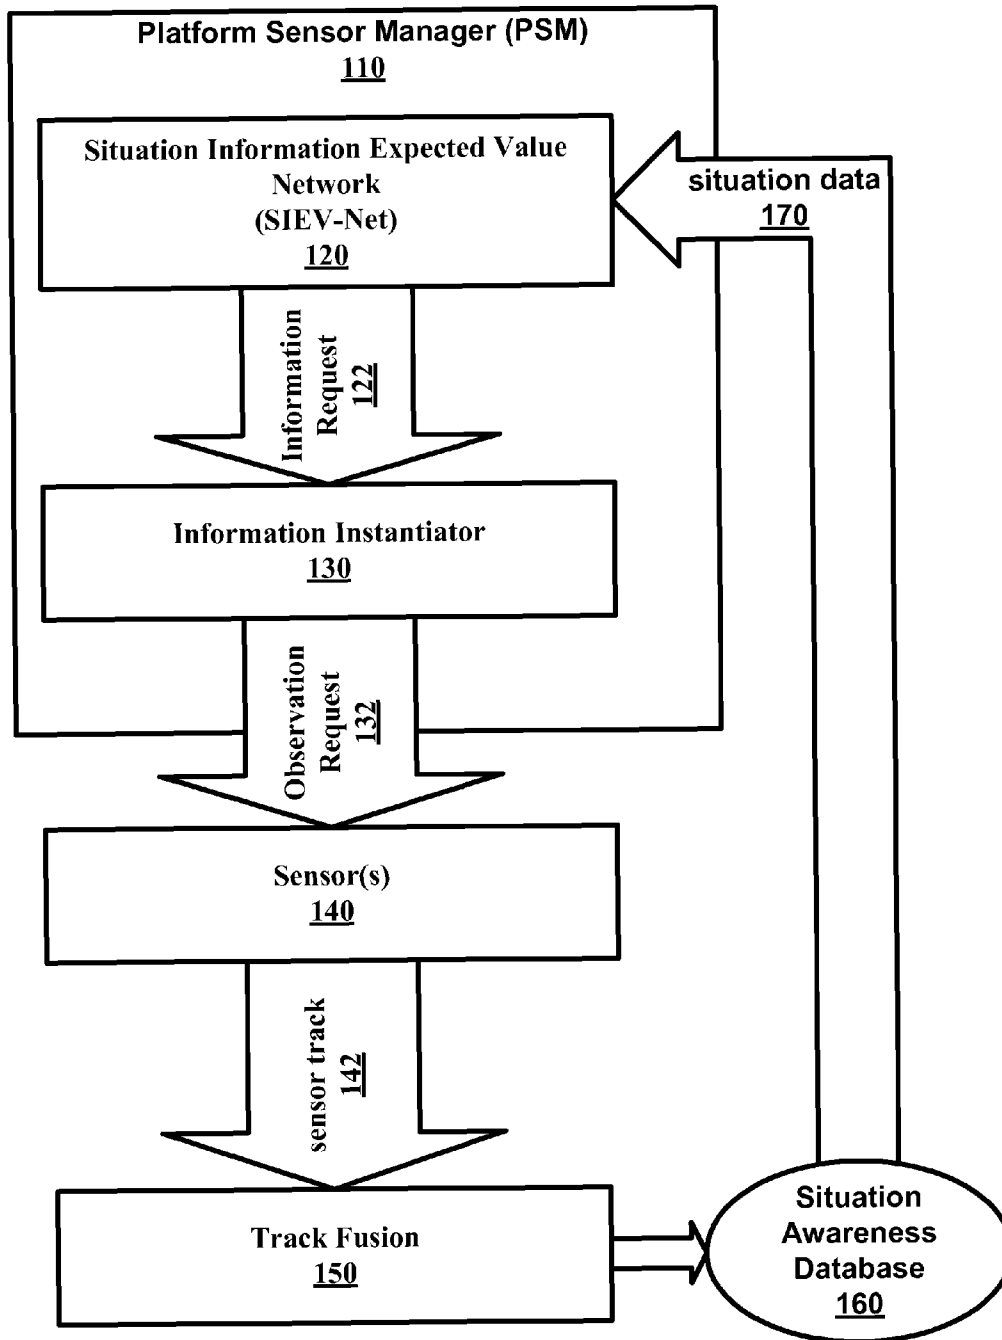 Platform Sensor Manager (PSM)
110
Situation Information Expected Value
Network
(SIEV-Net)
120
situation data
170
Information
Request
122
Information Instantiator
130
Observation
Request
132
Sensor(s)
140
sensor track
142
Track Fusion
150
Situation
Awareness
Database
160